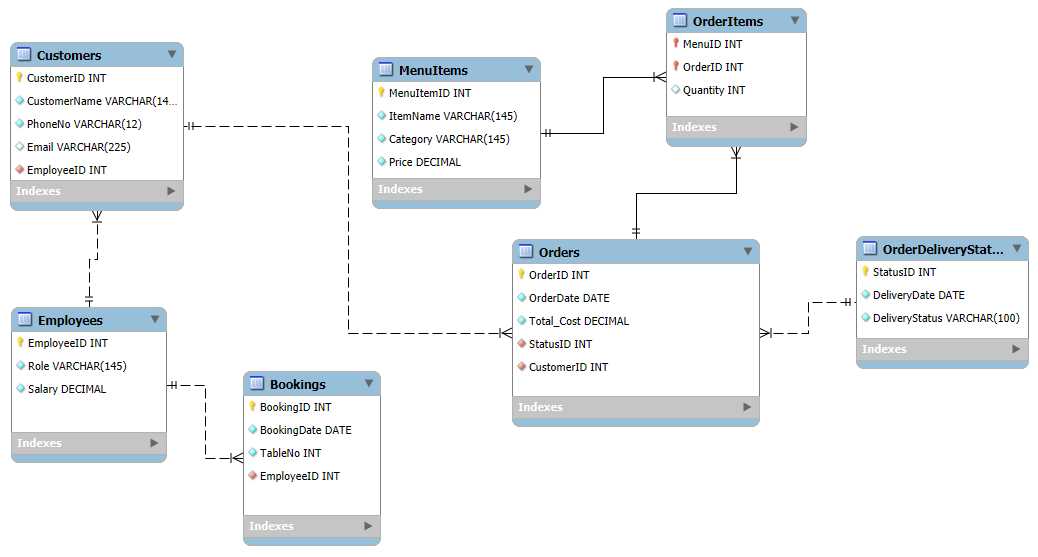 Customers
CustomerID INT
CustomerName VARCHAR(14...
PhoneNo VARCHAR(12)
Email VARCHAR(225)
EmployeeID INT
Indexes
MenuItems
MenuItemID INT
ItemName VARCHAR(145)
Category VARCHAR(145)
Price DECIMAL
Indexes
OrderItems
MenuID INT
OrderID INT
Quantity INT
Indexes
Employees
EmployeeID INT
Role VARCHAR(145)
Salary DECIMAL
Indexes
Bookings
BookingID INT
BookingDate DATE
TableNo INT
EmployeeID INT
Indexes
Orders
OrderID INT
OrderDate DATE
Total_Cost DECIMAL
StatusID INT
CustomerID INT
Indexes
OrderDeliveryStat...
StatusID INT
DeliveryDate DATE
DeliveryStatus VARCHAR(100)
Indexes